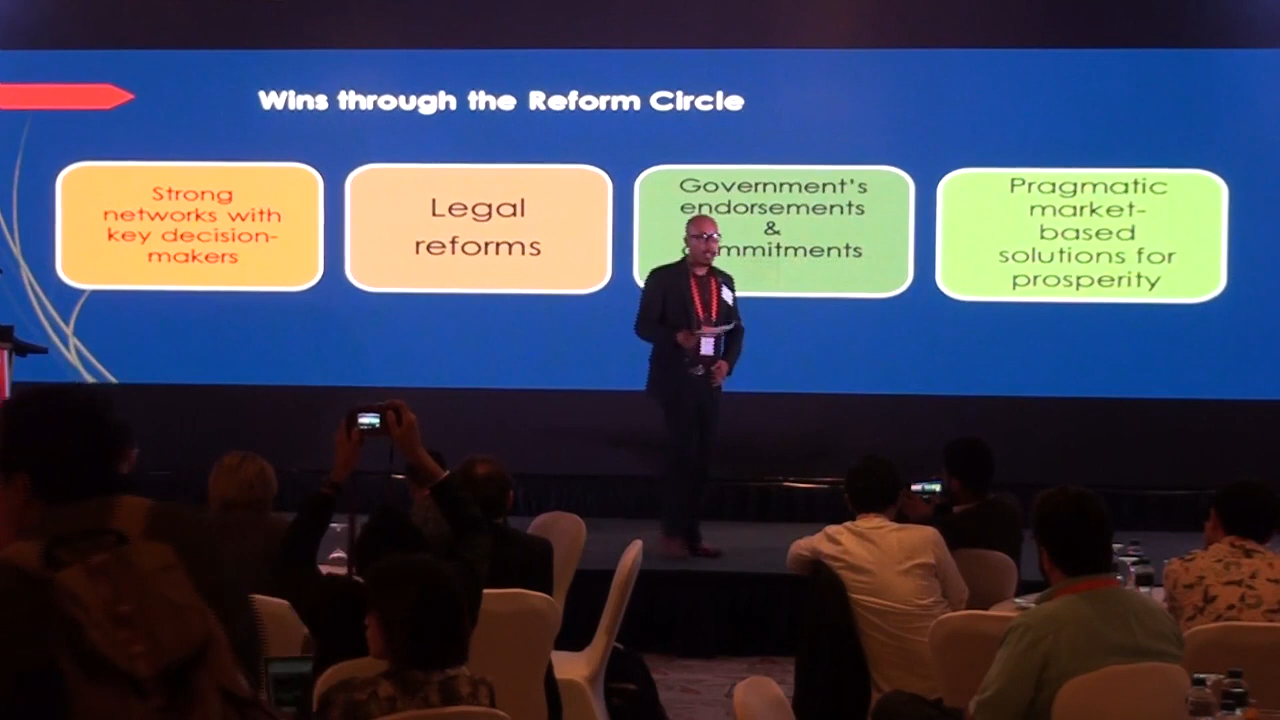 Wins through the Reform Circle
Strong
networks with
key decision-
makers
Legal
reforms
Government's
endorsements
&
mmitments
Pragmatic
market-
based
solutions for
prosperity